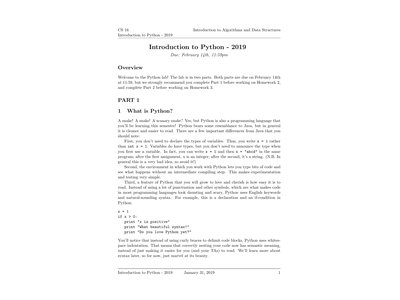 CS 16 Introduction to Algorithms and Data Structures
Introduction to Python - 2019
Introduction to Python - 2019
Due: February 14th, 11:59pm
Overview
Welcome to the Python lab! The lab is in two parts. Both parts are due on February 14th
at 11:59, but we strongly recommend you complete Part 1 before working on Homework 2,
and complete Part 2 before working on Homework 3.
PART 1
1 What is Python?
A snake! A snake! A scaaary snake? Yes, but Python is also a programming language that
you'll be learning this semester! Python bears some resemblance to Java, but in general
it is cleaner and easier to read. There are a few important differences from Java that you
should note:
First, you don't need to declare the types of variables. Thus, you write x = 1 rather
than int x = 1. Variables do have types, but you don't need to announce the type when
you first use a variable. In fact, you can write x = 1 and then x = "abcd" in the same
program; after the first assignment, x is an integer; after the second, it's a string. (N.B. In
general this is a very bad idea, so avoid it!)
Second, the environment in which you work with Python lets you type bits of code and
see what happens without an intermediate compiling step. This makes experimentation
and testing very simple.
Third, a feature of Python that you will grow to love and cherish is how easy it is to
read. Instead of using a lot of punctuation and other symbols, which are what makes code
in most programming languages look daunting and scary, Python uses English keywords
and natural-sounding syntax. For example, this is a declaration and an if-condition in
Python:
x = 1
if x > 0:
print "x is positive"
print "What beautiful syntax!"
print "Do you love Python yet?"
You'll notice that instead of using curly braces to delimit code blocks, Python uses white-
space indentation. That means that correctly nesting your code now has semantic meaning,
instead of just making it easier for you (and your TAs) to read. We'll learn more about
syntax later, so for now, just marvel at its beauty.
Introduction to Python - 2019 January 31, 2019 1